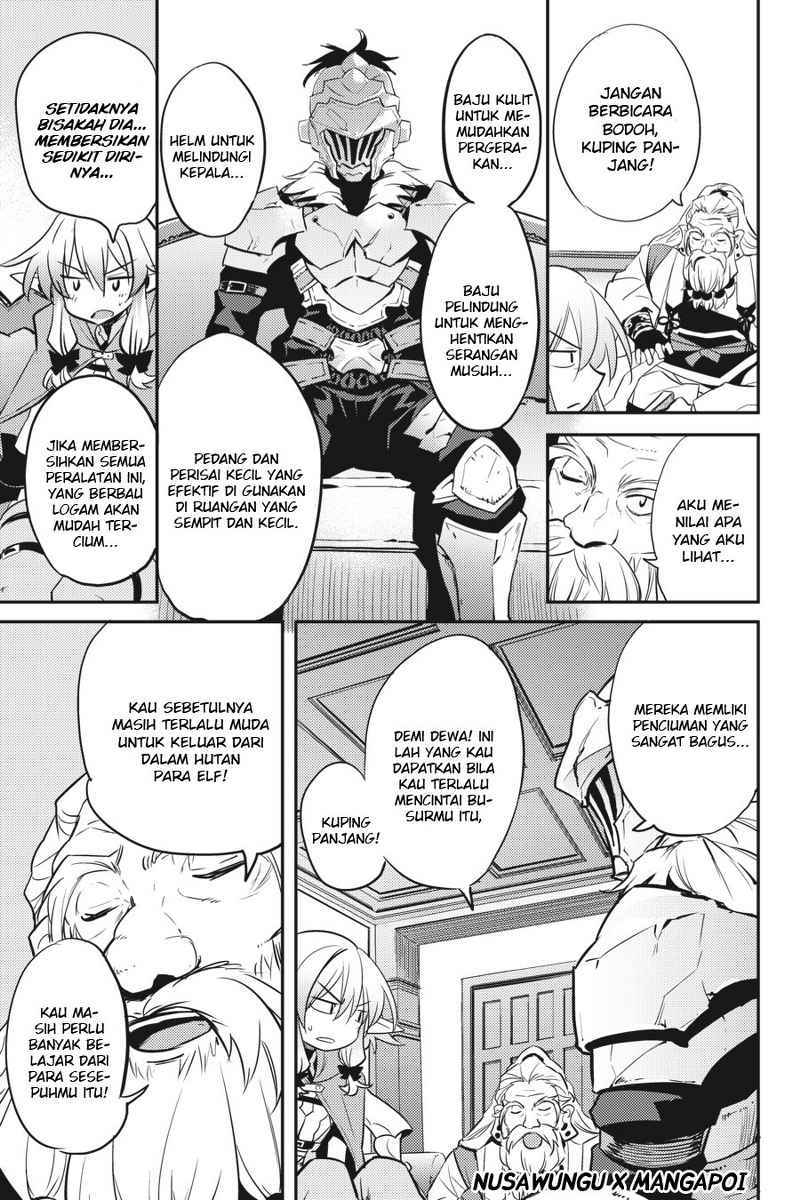 JANGAN
BERBICARA
BODOH,
KUPING PAN-
JANG!
AKU ME-
NILAI APA
YANG AKU
LIHAT...
BAJU KULIT
UNTUK ME-
MUDAHKAN
PERGERA-
KAN...
BAJU
PELINDUNG
UNTUK MENG-
HENTIKAN
SERANGAN
MUSUH...
HELM UNTUK
MELINDUNGI
KEPALA...
PEDANG DAN
PERISAI KECIL YANG
EFEKTIF DI GUNAKAN
DI RUANGAN YANG
SEMPIT DAN KECIL.
SETIDAKNYA
BISAKAH DIA...
MEMBERSIKAN
SEDIKIT DIRI-
NYA...
JIKA MEMBER-
SIHKAN SEMUA
PERALATAN INI,
YANG BERBAU
LOGAM AKAN
MUDAH TER-
CIUM...
MEREKA MEMLIKI
PENCIUMAN YANG
SANGAT BAGUS...
DEMI DEWA! INI
LAH YANG KAU
DAPATKAN BILA
KAU TERLALU
MENCINTAI BU-
SURMU ITU,
KUPING
PANJANG!
KAU SEBETULNYA
MASIH TERLALU MUDA
UNTUK KELUAR DARI
DALAM HUTAN
PARA ELF!
KAU MA-
SIH PERLU
BANYAK BE-
LAJAR DARI
PARA SESE-
PUHMU ITU!
NUSAWUNGU X MANGAPOI